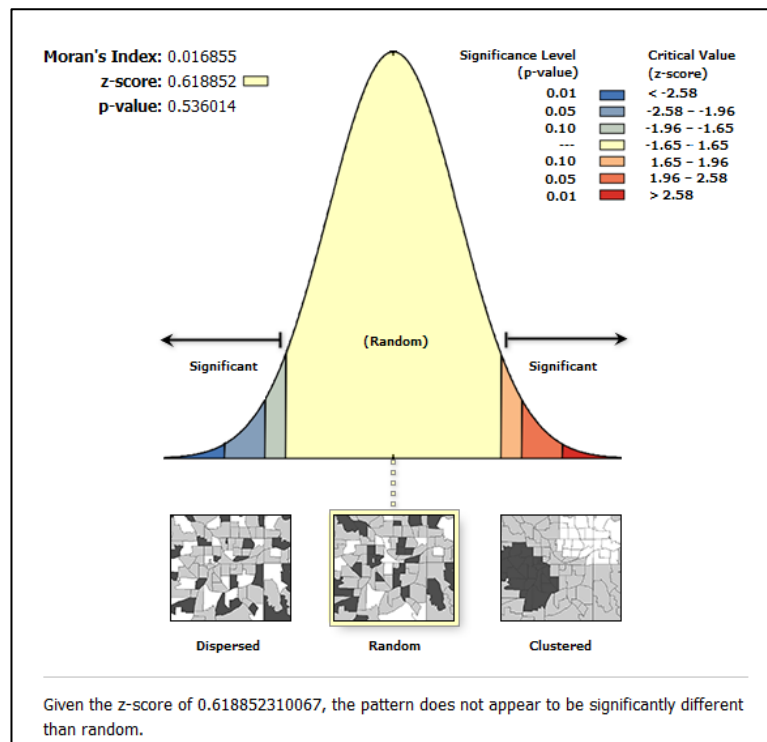 Moran's Index: 0.016855
z-score: 0.618852
p-value: 0.536014
Significance Level
(p-value)
Critical Value
(z-score)
0.01 < -2.58
0.05 -2.58 – -1.96
0.10 -1.96 – -1.65
--- -1.65 – 1.65
0.10 1.65 – 1.96
0.05 1.96 – 2.58
0.01 > 2.58
Significant
(Random)
Significant
Dispersed
Random
Clustered
Given the z-score of 0.618852310067, the pattern does not appear to be significantly different
than random.